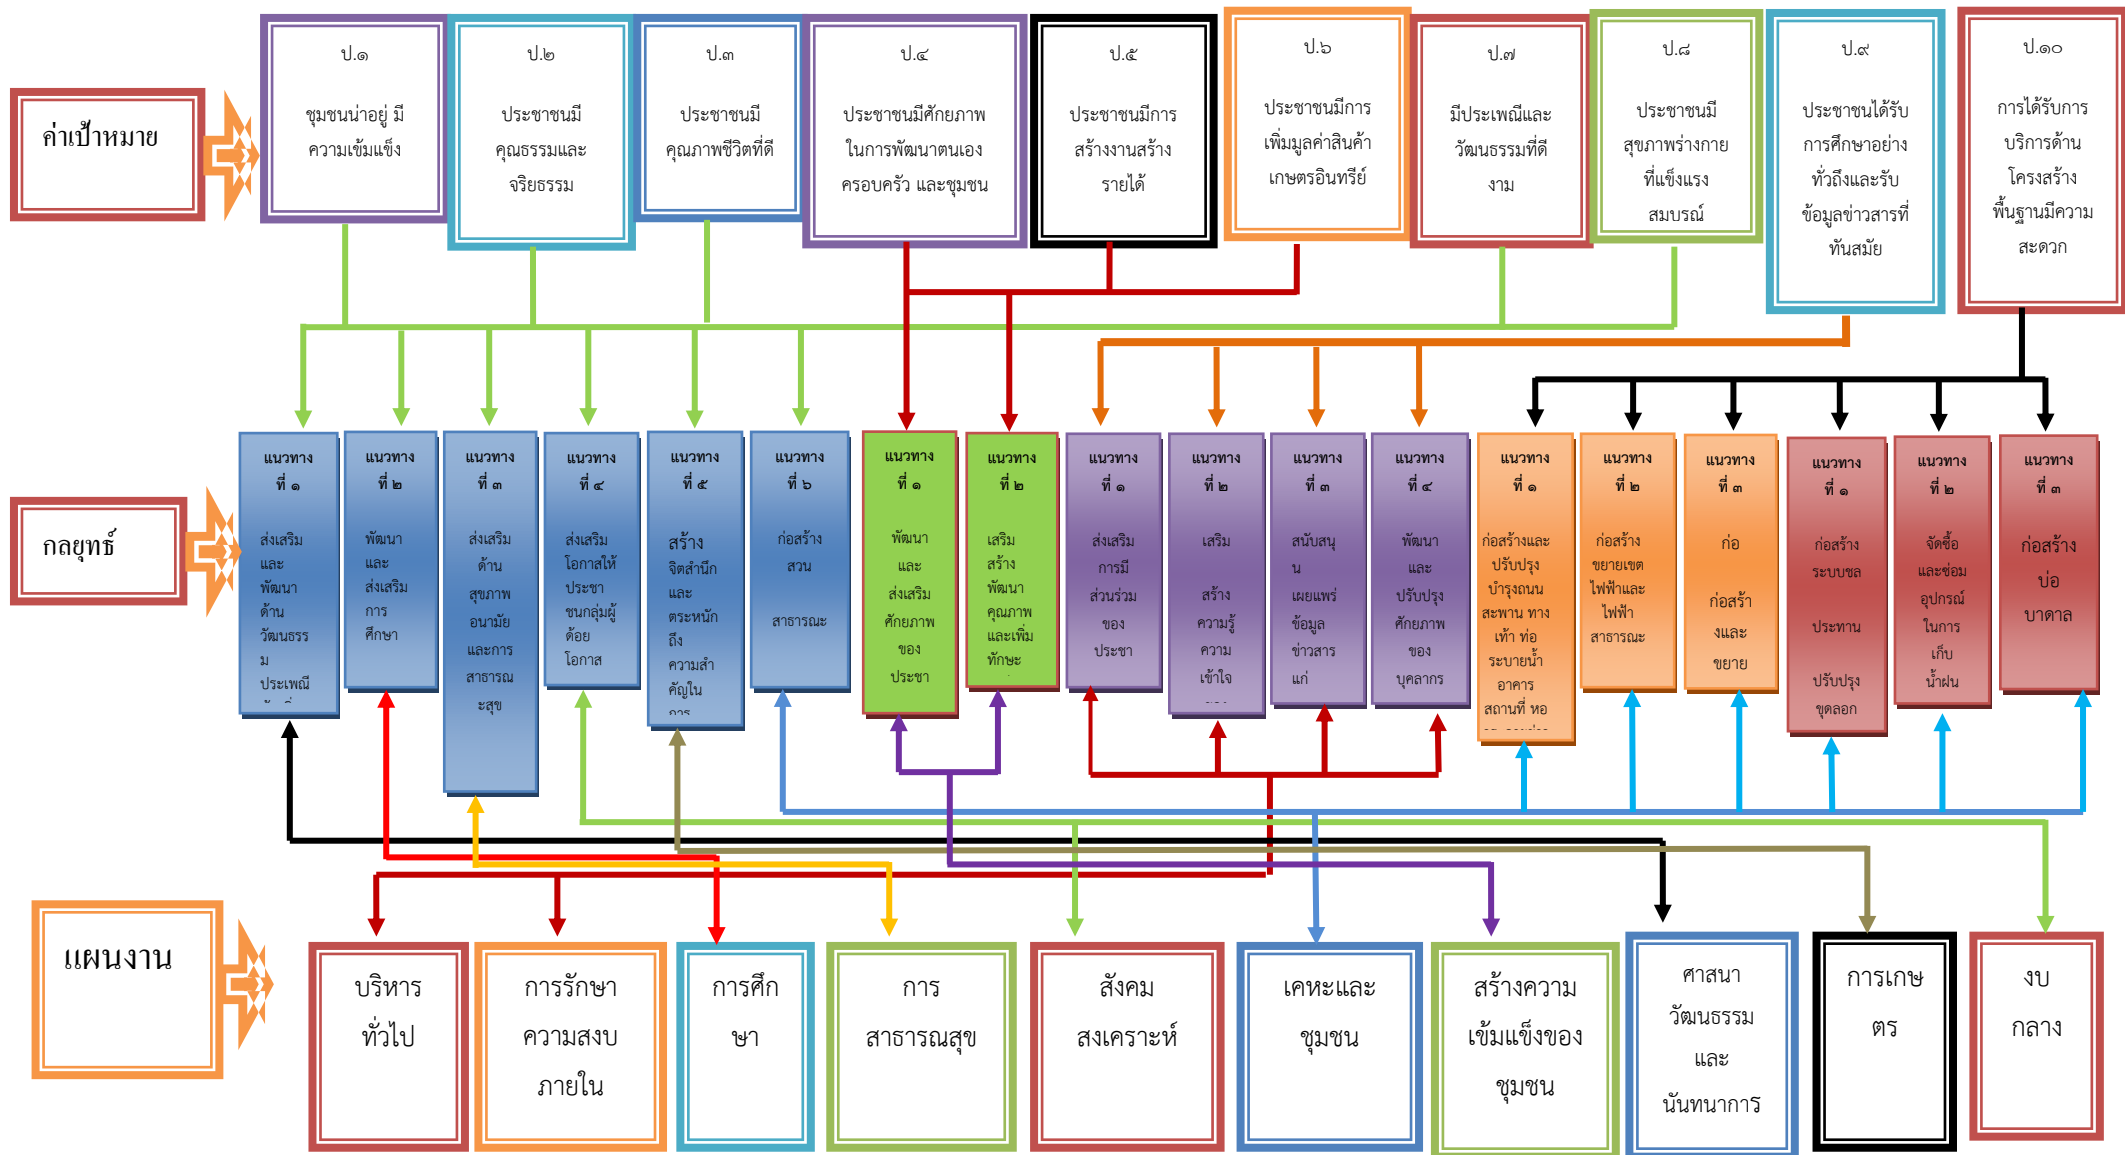 ค่าเป้าหมาย
ป.๑
ชุมชนน่าอยู่ มี
ความเข้มแข็ง
ป.๒
ประชาชนมี
คุณธรรมและ
จริยธรรม
ป.๓
ประชาชนมี
คุณภาพชีวิตที่ดี
ป.๔
ประชาชนมีศักยภาพ
ในการพัฒนาตนเอง
ครอบครัว และชุมชน
ป.๕
ประชาชนมีการ
สร้างงานสร้าง
รายได้
ป.๖
ประชาชนมีการ
เพิ่มมูลค่าสินค้า
เกษตรอินทรีย์
ป.๗
มีประเพณีและ
วัฒนธรรมที่ดี
งาม
ป.๘
ประชาชนมี
สุขภาพร่างกาย
ที่แข็งแรง
สมบรณ์
ป.๙
ประชาชนได้รับ
การศึกษาอย่าง
ทั่วถึงและรับ
ข้อมูลข่าวสารที่
ทันสมัย
ป.๑๐
การได้รับการ
บริการด้าน
โครงสร้าง
พื้นฐานมีความ
สะดวก
กลยุทธ์
แนวทาง
ที่ ๑
ส่งเสริม
และ
พัฒนา
ด้าน
วัฒนธรร
ม
ประเพณี
แนวทาง
ที่ ๒
พัฒนา
และ
ส่งเสริม
การ
ศึกษา
แนวทาง
ที่ ๓
ส่งเสริม
ด้าน
สุขภาพ
อนามัย
และการ
สาธารณ
ะสุข
แนวทาง
ที่ ๔
ส่งเสริม
โอกาสให้
ประชา
ชนกลุ่มผู้
ด้อย
โอกาส
แนวทาง
ที่ ๕
สร้าง
จิตสำนึก
และ
ตระหนัก
ถึง
ความสำ
คัญใน
การ
แนวทาง
ที่ ๖
ก่อสร้าง
สวน
สาธารณะ
แนวทาง
ที่ ๑
พัฒนา
และ
ส่งเสริม
ศักยภาพ
ของ
ประชา
แนวทาง
ที่ ๒
เสริม
สร้าง
พัฒนา
คุณภาพ
และเพิ่ม
ทักษะ
แนวทาง
ที่ ๑
ส่งเสริม
การมี
ส่วนร่วม
ของ
ประชา
แนวทาง
ที่ ๒
เสริม
สร้าง
ความรู้
ความ
เข้าใจ
แนวทาง
ที่ ๓
สนับสนุ
น
เผยแพร่
ข้อมูล
ข่าวสาร
แก่
แนวทาง
ที่ ๔
พัฒนา
และ
ปรับปรุง
ศักยภาพ
ของ
บุคลากร
แนวทาง
ที่ ๑
ก่อสร้างและ
ปรับปรุง
บำรุงถนน
สะพาน ทาง
เท้า ท่อ
ระบายน้ำ
อาคาร
สถานที่ หอ
แนวทาง
ที่ ๒
ก่อสร้าง
ขยายเขต
ไฟฟ้าและ
ไฟฟ้า
สาธารณะ
แนวทาง
ที่ ๓
ก่อ
ก่อสร้า
งและ
ขยาย
แนวทาง
ที่ ๑
ก่อสร้าง
ระบบชล
ประทาน
ปรับปรุง
ขุดลอก
แนวทาง
ที่ ๒
จัดซื้อ
และซ่อม
อุปกรณ์
ในการ
เก็บ
น้ำฝน
แนวทาง
ที่ ๓
ก่อสร้าง
บ่อ
บาดาล
แผนงาน
บริหาร
ทั่วไป
การรักษา
ความสงบ
ภายใน
การศึก
ษา
การ
สาธารณสุข
สังคม
สงเคราะห์
เคหะและ
ชุมชน
สร้างความ
เข้มแข็งของ
ชุมชน
ศาสนา
วัฒนธรรม
และ
นันทนาการ
การเกษ
ตร
งบ
กลาง